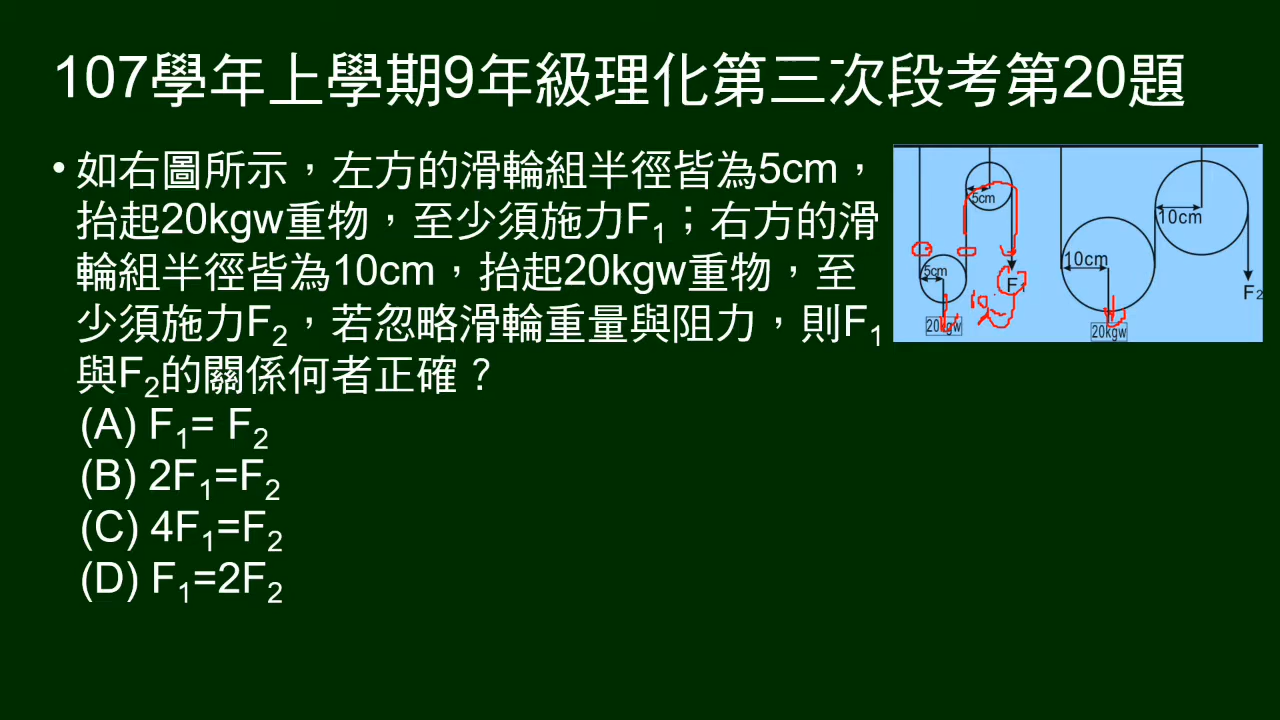 107學年上學期9年級理化第三次段考第20題
• 如右圖所示，左方的滑輪組半徑皆為5cm，
抬起20kgw重物，至少須施力F₁；右方的滑
輪組半徑皆為10cm，抬起20kgw重物，至
少須施力F₂，若忽略滑輪重量與阻力，則F₁
與F₂的關係何者正確？
(A) F₁= F₂
(B) 2F₁=F₂
(C) 4F₁=F₂
(D) F₁=2F₂
5cm
10cm
10cm
5cm
F₁
F₂
10
20kgw
20kgw